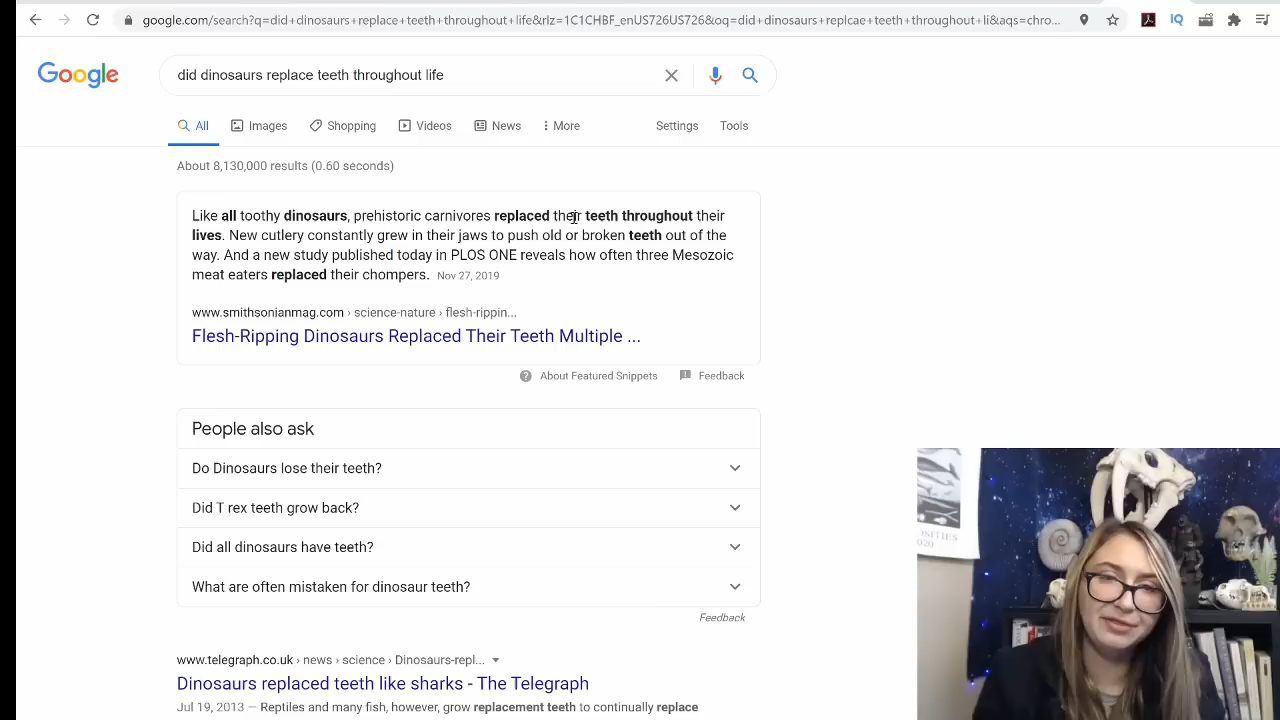 google.com/search?q=did+dinosaurs+replace+teeth+throughout+life&rlz=1C1CHBF_enUS726US726&oq=did+dinosaurs+replcae+teeth+throughout+li&aqs=chro...
Google
did dinosaurs replace teeth throughout life
All Images Shopping Videos News More Settings Tools
About 8,130,000 results (0.60 seconds)
Like all toothy dinosaurs, prehistoric carnivores replaced their teeth throughout their
lives. New cutlery constantly grew in their jaws to push old or broken teeth out of the
way. And a new study published today in PLOS ONE reveals how often three Mesozoic
meat eaters replaced their chompers. Nov 27, 2019
www.smithsonianmag.com › science-nature › flesh-rippin...
Flesh-Ripping Dinosaurs Replaced Their Teeth Multiple ...
About Featured Snippets Feedback
People also ask
Do Dinosaurs lose their teeth?
Did T rex teeth grow back?
Did all dinosaurs have teeth?
What are often mistaken for dinosaur teeth?
Feedback
www.telegraph.co.uk › news › science › Dinosaurs-repl...
Dinosaurs replaced teeth like sharks - The Telegraph
Jul 19, 2013 — Reptiles and many fish, however, grow replacement teeth to continually replace
IQ
OSITIES
2020